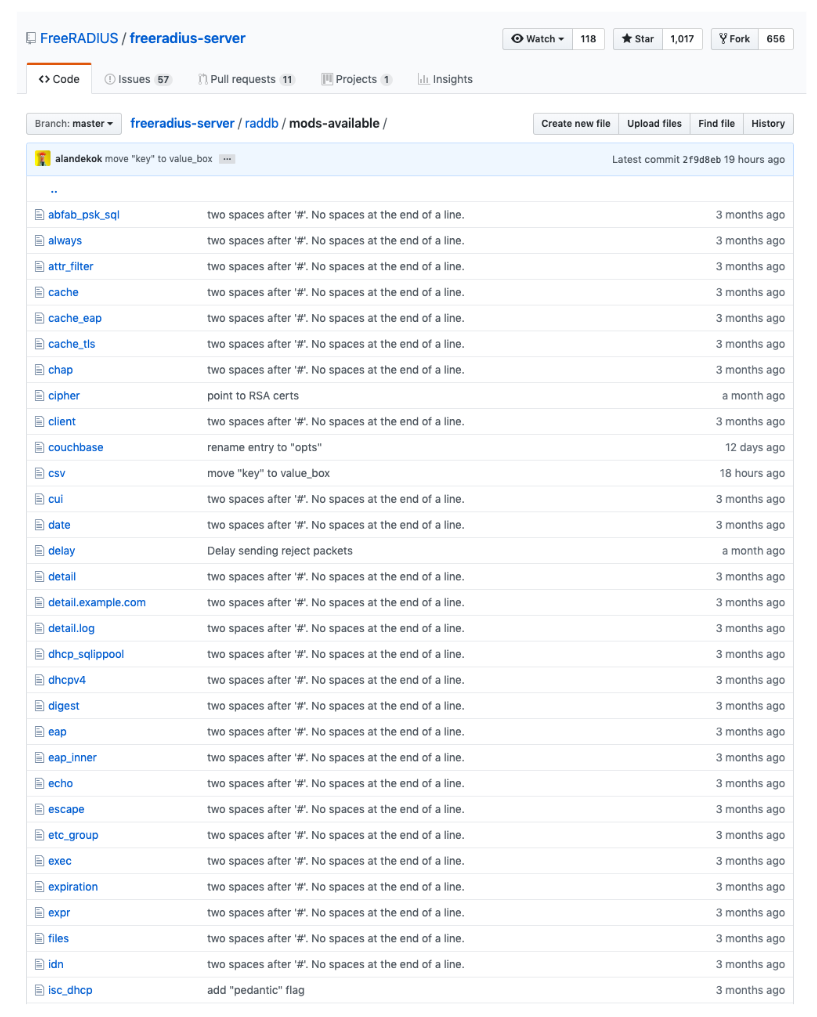 FreeRADIUS / freeradius-server
Watch 118 Star 1,017 Fork 656
Code Issues 57 Pull requests 11 Projects 1 Insights
Branch: master freeradius-server / raddb / mods-available / Create new file Upload files Find file History
alandekok move "key" to value_box ... Latest commit 2f9d8eb 19 hours ago
..
abfab_psk_sql two spaces after '#'. No spaces at the end of a line. 3 months ago
always two spaces after '#'. No spaces at the end of a line. 3 months ago
attr_filter two spaces after '#'. No spaces at the end of a line. 3 months ago
cache two spaces after '#'. No spaces at the end of a line. 3 months ago
cache_eap two spaces after '#'. No spaces at the end of a line. 3 months ago
cache_tls two spaces after '#'. No spaces at the end of a line. 3 months ago
chap two spaces after '#'. No spaces at the end of a line. 3 months ago
cipher point to RSA certs a month ago
client two spaces after '#'. No spaces at the end of a line. 3 months ago
couchbase rename entry to "opts" 12 days ago
csv move "key" to value_box 18 hours ago
cui two spaces after '#'. No spaces at the end of a line. 3 months ago
date two spaces after '#'. No spaces at the end of a line. 3 months ago
delay Delay sending reject packets a month ago
detail two spaces after '#'. No spaces at the end of a line. 3 months ago
detail.example.com two spaces after '#'. No spaces at the end of a line. 3 months ago
detail.log two spaces after '#'. No spaces at the end of a line. 3 months ago
dhcp_sqlippool two spaces after '#'. No spaces at the end of a line. 3 months ago
dhcpv4 two spaces after '#'. No spaces at the end of a line. 3 months ago
digest two spaces after '#'. No spaces at the end of a line. 3 months ago
eap two spaces after '#'. No spaces at the end of a line. 3 months ago
eap_inner two spaces after '#'. No spaces at the end of a line. 3 months ago
echo two spaces after '#'. No spaces at the end of a line. 3 months ago
escape two spaces after '#'. No spaces at the end of a line. 3 months ago
etc_group two spaces after '#'. No spaces at the end of a line. 3 months ago
exec two spaces after '#'. No spaces at the end of a line. 3 months ago
expiration two spaces after '#'. No spaces at the end of a line. 3 months ago
expr two spaces after '#'. No spaces at the end of a line. 3 months ago
files two spaces after '#'. No spaces at the end of a line. 3 months ago
idn two spaces after '#'. No spaces at the end of a line. 3 months ago
isc_dhcp add "pedantic" flag 3 months ago